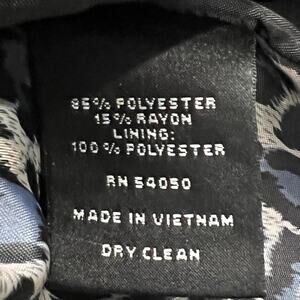 85% POLYESTER
15% RAYON
LINING:
100% POLYESTER
RN 54050
MADE IN VIETNAM
DRY CLEAN